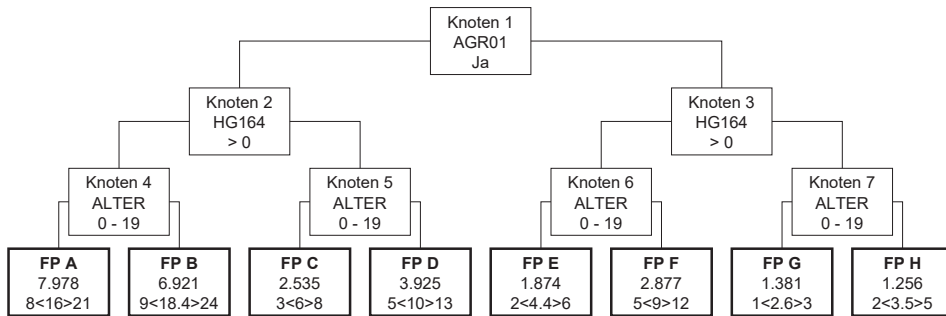 Knoten 1
AGR01
Ja
Knoten 2
HG164
> 0
Knoten 3
HG164
> 0
Knoten 4
ALTER
0 - 19
Knoten 5
ALTER
0 - 19
Knoten 6
ALTER
0 - 19
Knoten 7
ALTER
0 - 19
FP A
7.978
8<16>21
FP B
6.921
9<18.4>24
FP C
2.535
3<6>8
FP D
3.925
5<10>13
FP E
1.874
2<4.4>6
FP F
2.877
5<9>12
FP G
1.381
1<2.6>3
FP H
1.256
2<3.5>5